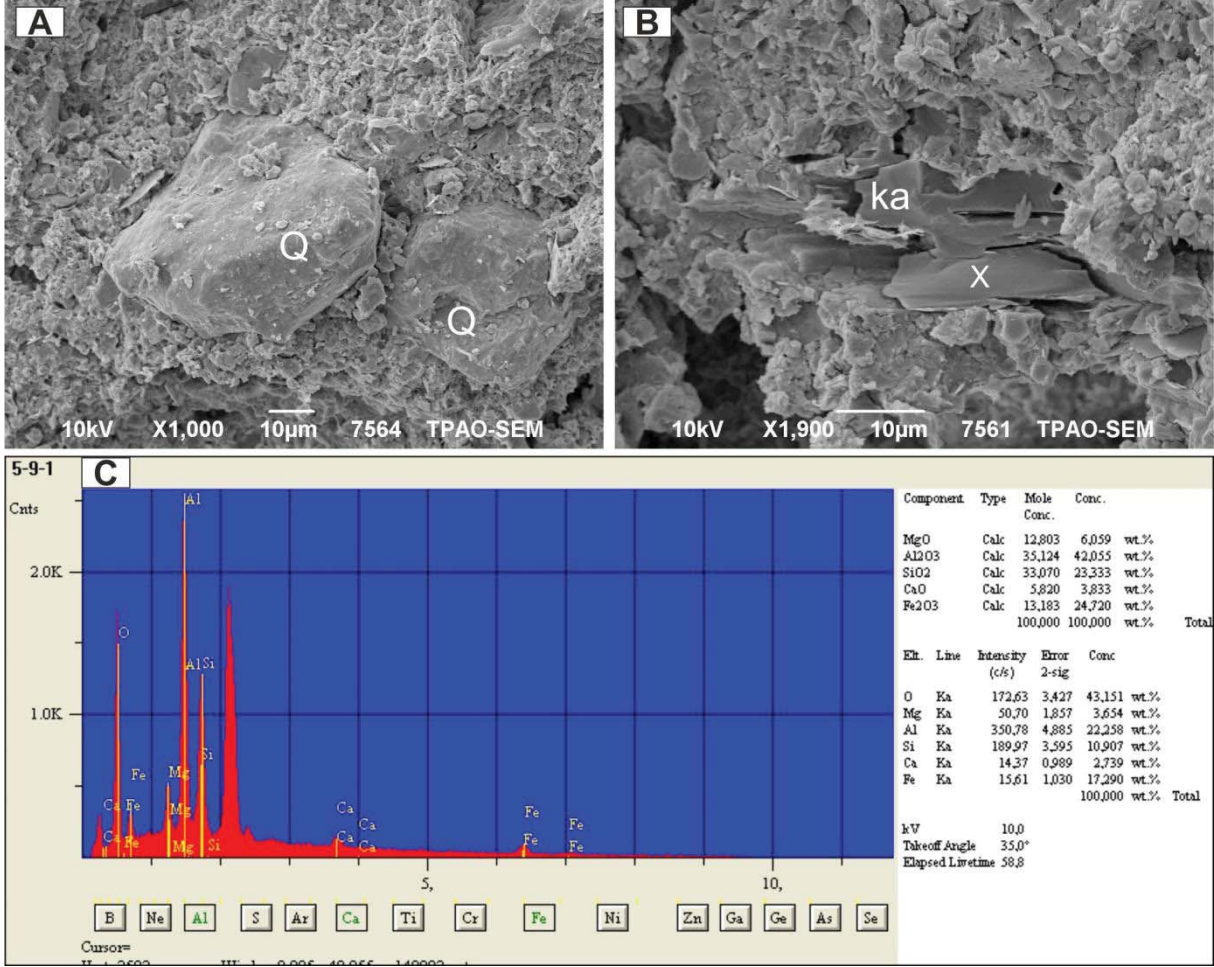 A
Q
Q
10kV X1,000 10µm 7564 TPAO-SEM
B
ka
X
10kV X1,900 10µm 7561 TPAO-SEM
5-9-1
C
Cnts
2.0K
1.0K
Al
O
Al Si
Si
Fe
Mg
Mg
Mg
Ca
Ca
Fe
Fe
Si
Ca
Ca
Ca
Ca
Fe
Fe
Fe
Fe
5,
10,
B Ne Al S Ar Ca Ti Cr Fe Ni Zn Ga Ge As Se
Cursor=
Component Type Mole Conc.
Conc.
MgO Calc 12,803 6,059 wt.%
Al2O3 Calc 35,124 42,055 wt.%
SiO2 Calc 33,070 23,333 wt.%
CaO Calc 5,820 3,833 wt.%
Fe2O3 Calc 13,183 24,720 wt.%
100,000 100,000 wt.% Total
Elt. Line Intensity Error Conc
(c/s) 2-sig
O Ka 172,63 3,427 43,151 wt.%
Mg Ka 50,70 1,857 3,654 wt.%
Al Ka 350,78 4,885 22,258 wt.%
Si Ka 189,97 3,595 10,907 wt.%
Ca Ka 14,37 0,989 2,739 wt.%
Fe Ka 15,61 1,030 17,290 wt.%
100,000 wt.% Total
kV 10,0
Takeoff Angle 35,0°
Elapsed Livetime 58,8